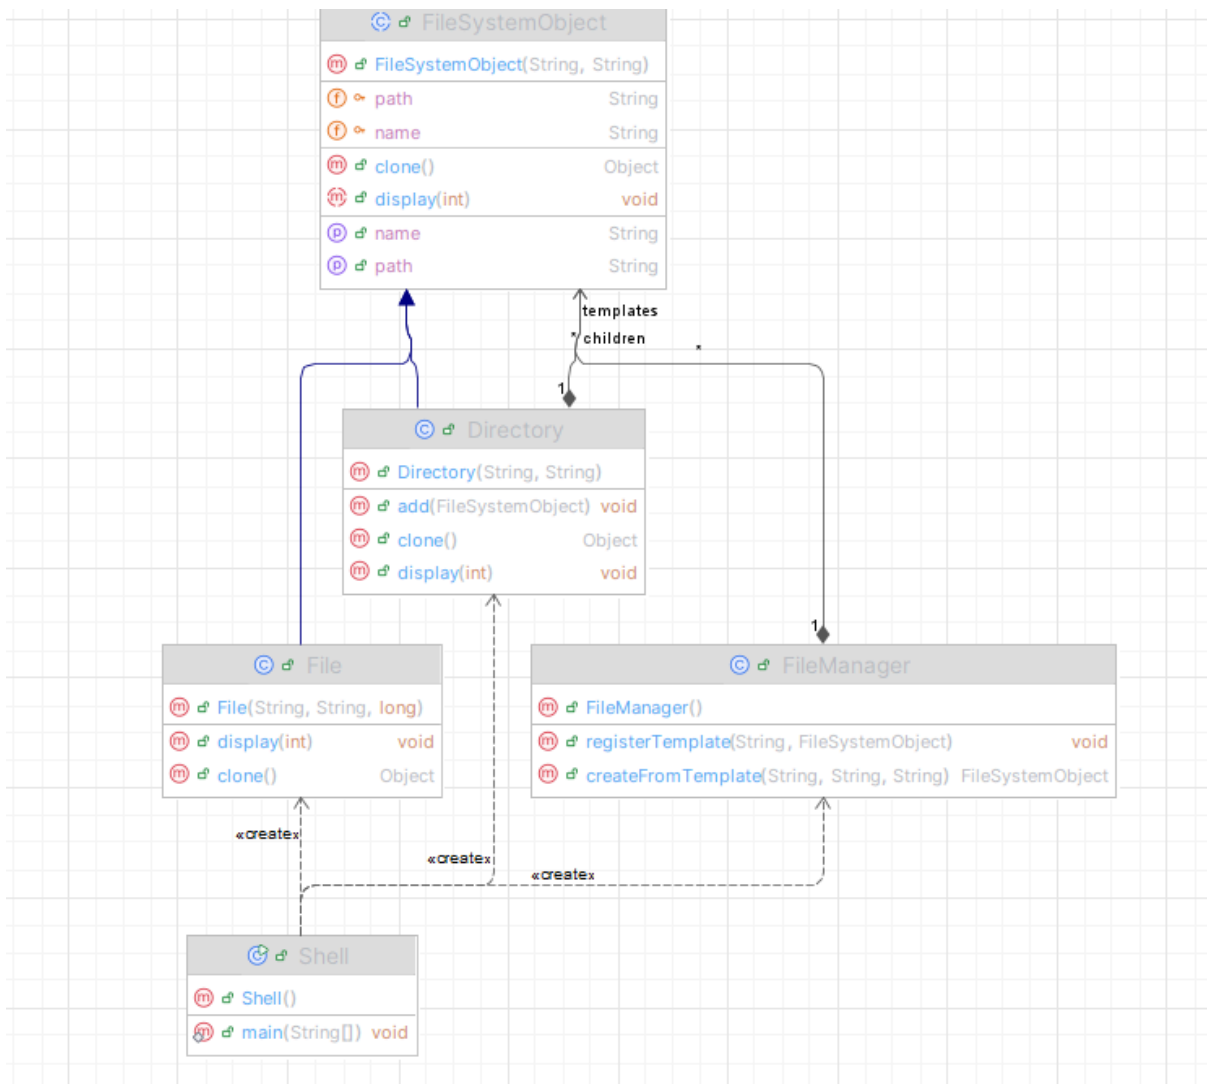 FileSystemObject
FileSystemObject(String, String)
path String
name String
clone() Object
display(int) void
name String
path String
templates
* children
*
1
Directory
Directory(String, String)
add(FileSystemObject) void
clone() Object
display(int) void
1
File
File(String, String, long)
display(int) void
clone() Object
FileManager
FileManager()
registerTemplate(String, FileSystemObject) void
createFromTemplate(String, String, String) FileSystemObject
«create»
«create»
«create»
Shell
Shell()
main(String[]) void